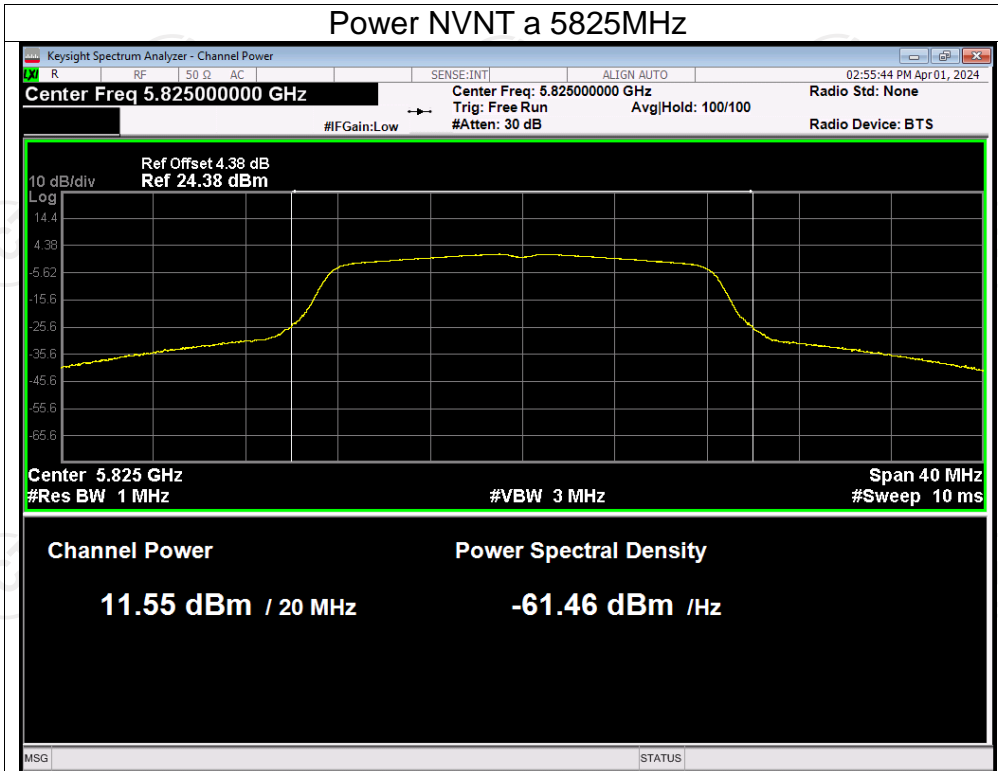 Power NVNT a 5825MHz
Keysight Spectrum Analyzer - Channel Power
LXI R RF 50 Ω AC SENSE:INT ALIGN AUTO 02:55:44 PM Apr 01, 2024
Center Freq 5.825000000 GHz Center Freq: 5.825000000 GHz Radio Std: None
Trig: Free Run Avg|Hold: 100/100
#IFGain:Low #Atten: 30 dB Radio Device: BTS
Ref Offset 4.38 dB
10 dB/div Ref 24.38 dBm
Log
14.4
4.38
-5.62
-15.6
-25.6
-35.6
-45.6
-55.6
-65.6
Center 5.825 GHz Span 40 MHz
#Res BW 1 MHz #VBW 3 MHz #Sweep 10 ms
Channel Power Power Spectral Density
11.55 dBm / 20 MHz -61.46 dBm /Hz
MSG STATUS